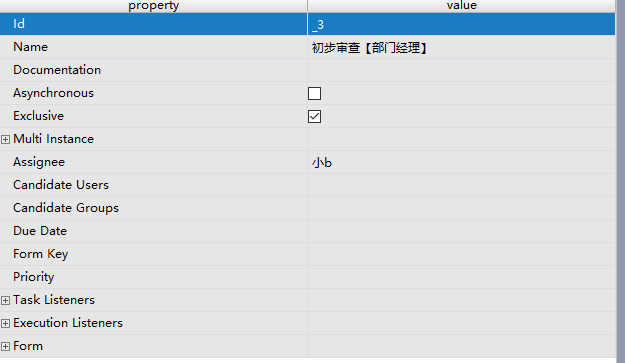 property value
Id _3
Name 初步审查【部门经理】
Documentation
Asynchronous
Exclusive
Multi Instance
Assignee 小b
Candidate Users
Candidate Groups
Due Date
Form Key
Priority
Task Listeners
Execution Listeners
Form